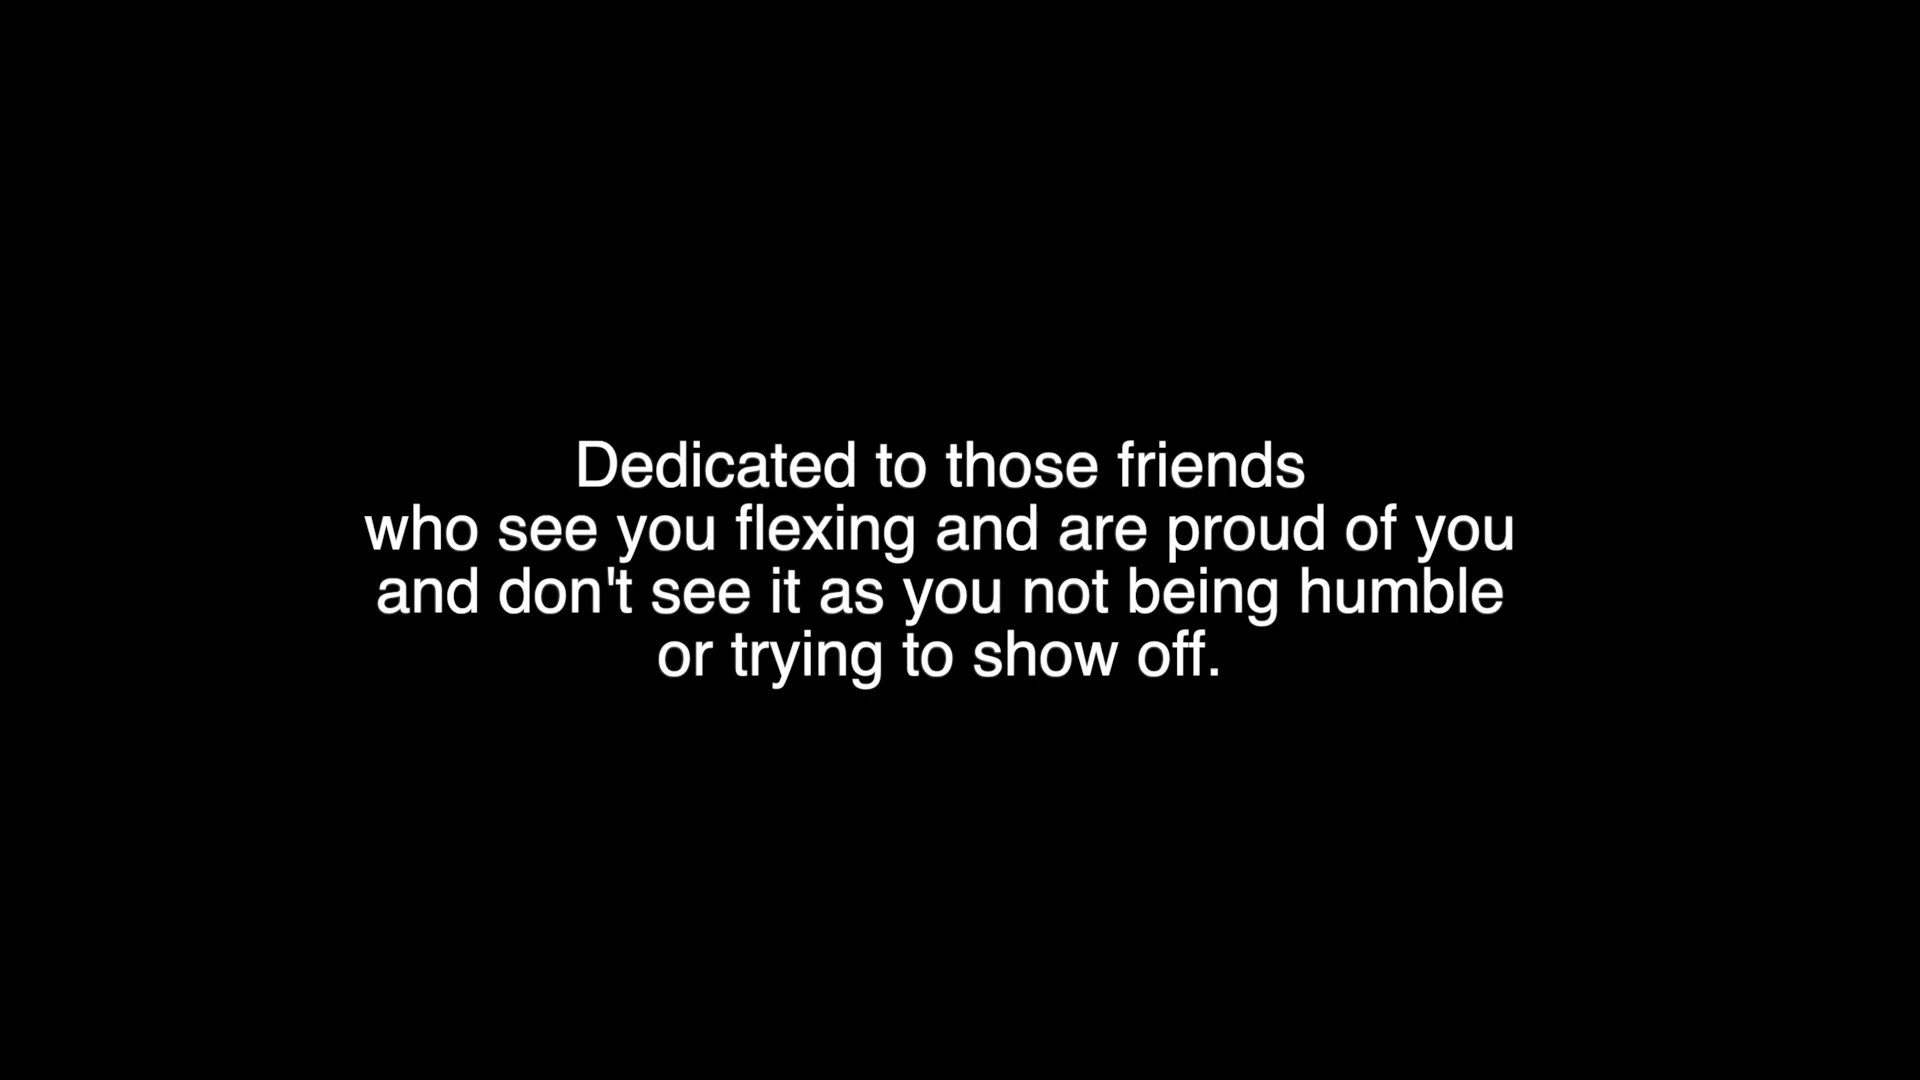 Dedicated to those friends
who see you flexing and are proud of you
and don't see it as you not being humble
or trying to show off.